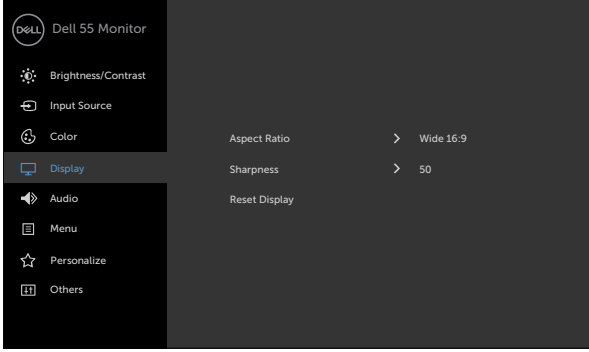 DELL Dell 55 Monitor
Brightness/Contrast
Input Source
Color
Aspect Ratio Wide 16:9
Display
Sharpness 50
Audio
Reset Display
Menu
Personalize
Others